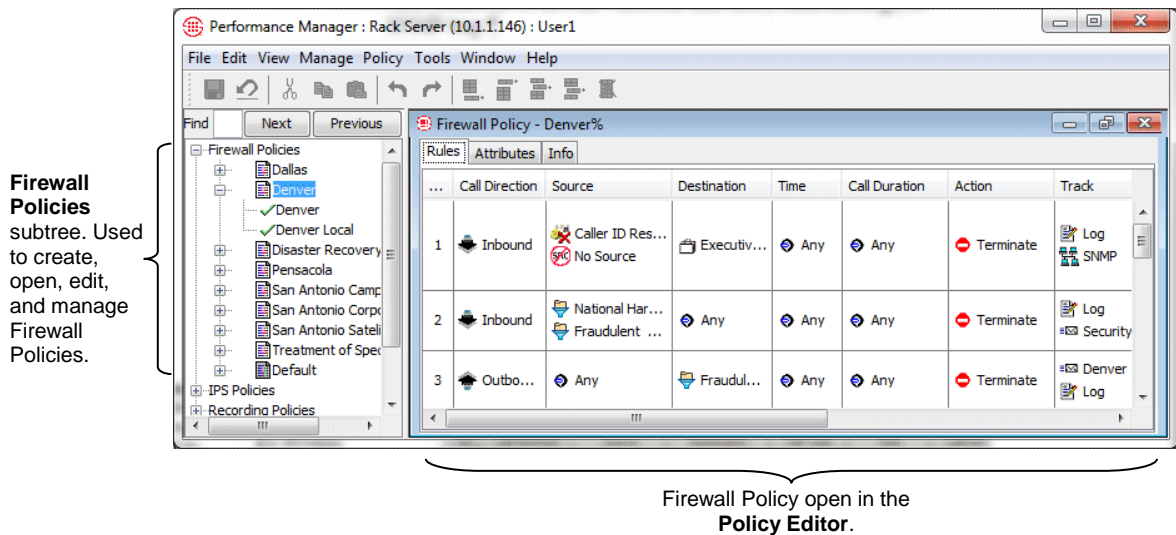 Performance Manager : Rack Server (10.1.1.146) : User1
File Edit View Manage Policy Tools Window Help
Find Next Previous
Firewall Policies
Dallas
Denver
Denver
Denver Local
Disaster Recovery
Pensacola
San Antonio Camp
San Antonio Corpo
San Antonio Sateli
Treatment of Spec
Default
IPS Policies
Recording Policies
Firewall Policy - Denver%
Rules Attributes Info
... Call Direction Source Destination Time Call Duration Action Track
1 Inbound Caller ID Res... Executiv... Any Any Terminate Log
SRC No Source SNMP
2 Inbound National Har... Any Any Any Terminate Log
Fraudulent ... Security
3 Outbo... Any Fraudul... Any Any Terminate Denver
Log
Firewall
Policies
subtree. Used
to create,
open, edit,
and manage
Firewall
Policies.
Firewall Policy open in the
Policy Editor.